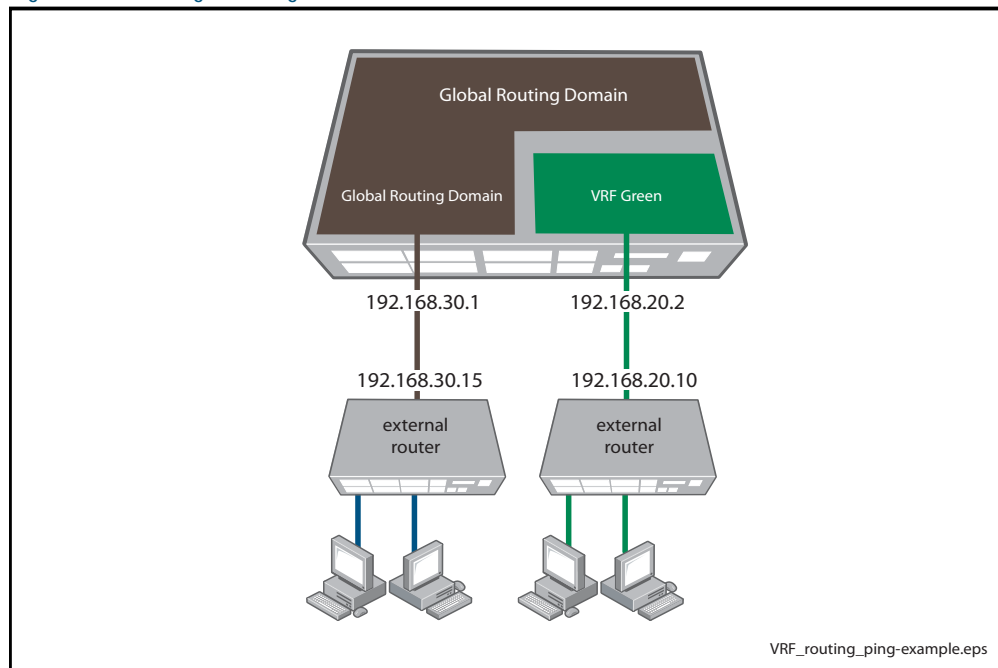 Global Routing Domain
Global Routing Domain
VRF Green
192.168.30.1
192.168.20.2
192.168.30.15
192.168.20.10
external
router
external
router
VRF_routing_ping-example.eps